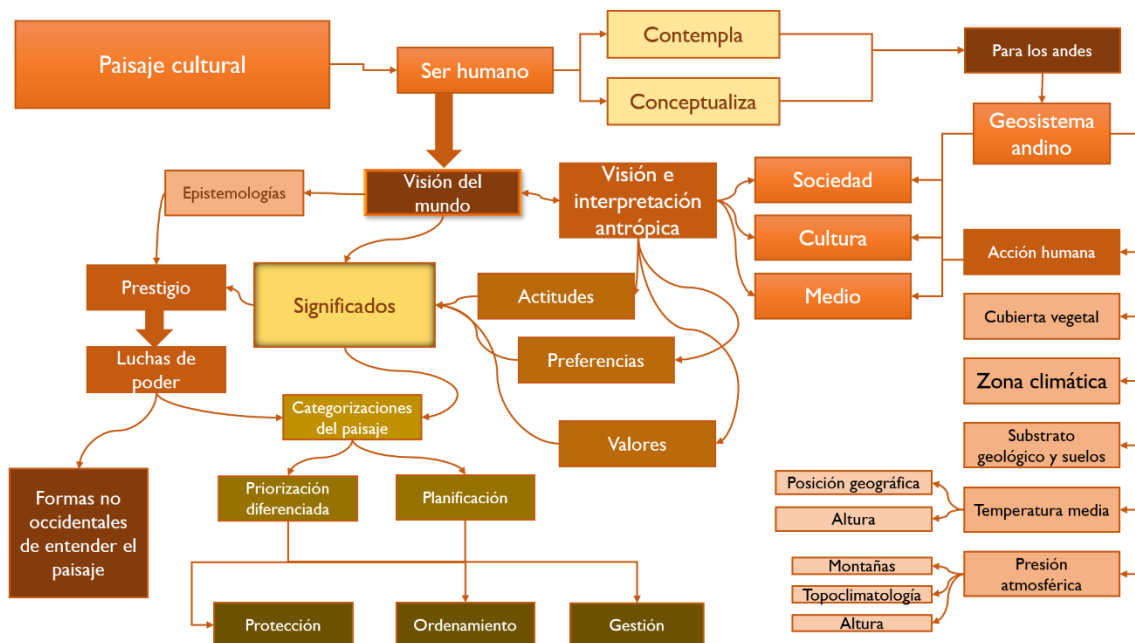 Paisaje cultural
Ser humano
Contempla
Conceptualiza
Para los andes
Geosistema
andino
Visión del
mundo
Epistemologías
Visión e
interpretación
antrópica
Sociedad
Cultura
Medio
Acción humana
Cubierta vegetal
Zona climática
Substrato
geológico y suelos
Temperatura media
Posición geográfica
Altura
Presión
atmosférica
Montañas
Topoclimatología
Altura
Prestigio
Significados
Actitudes
Preferencias
Valores
Luchas de
poder
Categorizaciones
del paisaje
Formas no
occidentales
de entender el
paisaje
Priorización
diferenciada
Planificación
Protección
Ordenamiento
Gestión